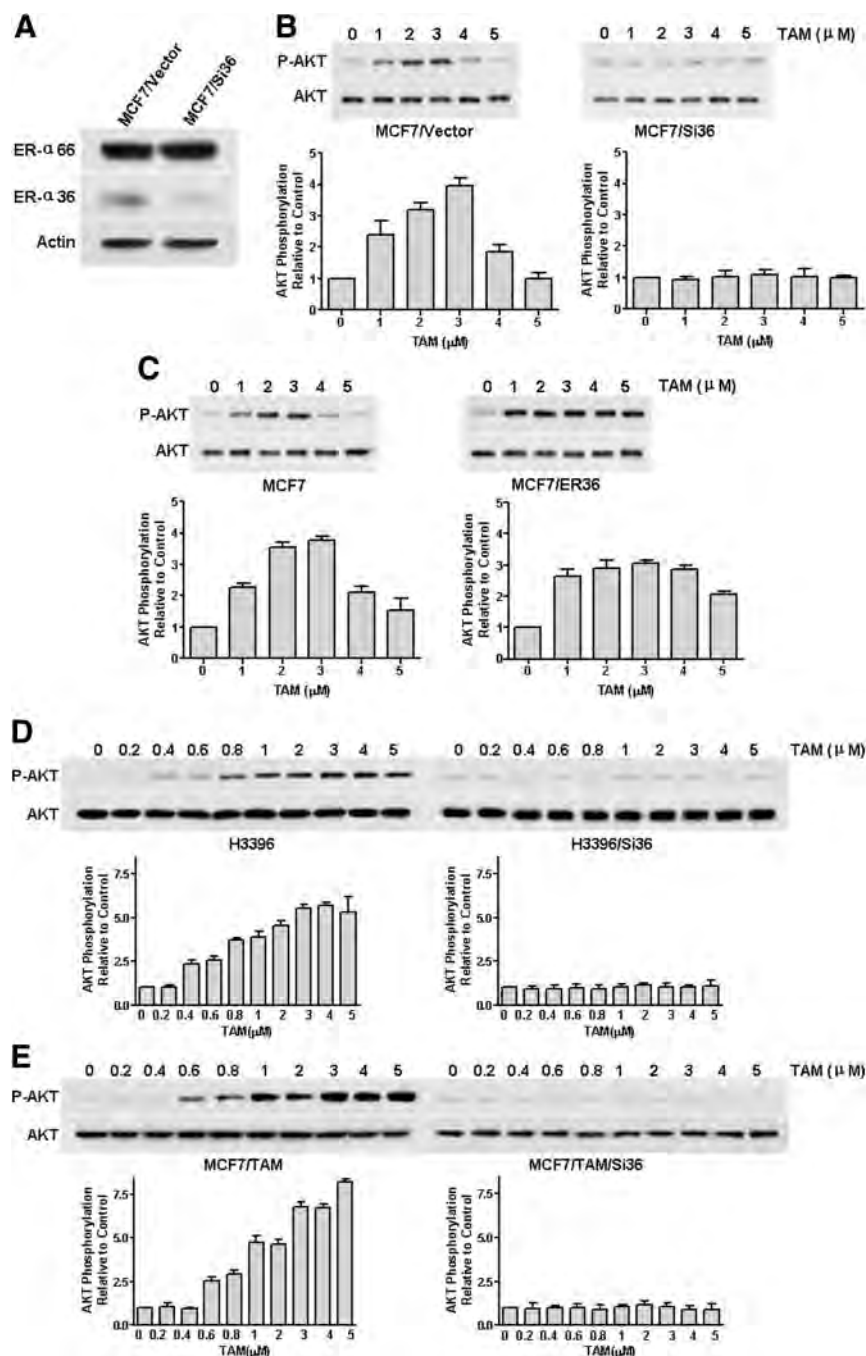 A
MCF7/Vector
MCF7/Si36
ER-α66
ER-α36
Actin
B
0 1 2 3 4 5
0 1 2 3 4 5 TAM (μM)
P-AKT
AKT
MCF7/Vector
MCF7/Si36
AKT Phosphorylation
Relative to Control
5
4
3
2
1
0
0 1 2 3 4 5
TAM (μM)
AKT Phosphorylation
Relative to Control
5
4
3
2
1
0
0 1 2 3 4 5
TAM (μM)
C
0 1 2 3 4 5 TAM (μM)
0 1 2 3 4 5 TAM (μM)
P-AKT
AKT
MCF7
MCF7/ER36
AKT Phosphorylation
Relative to Control
5
4
3
2
1
0
0 1 2 3 4 5
TAM (μM)
AKT Phosphorylation
Relative to Control
5
4
3
2
1
0
0 1 2 3 4 5
TAM (μM)
D
0 0.2 0.4 0.6 0.8 1 2 3 4 5
0 0.2 0.4 0.6 0.8 1 2 3 4 5 TAM (μM)
P-AKT
AKT
H3396
H3396/Si36
AKT Phosphorylation
Relative to Control
7.5
5.0
2.5
0.0
0 0.2 0.4 0.6 0.8 1 2 3 4 5
TAM(μM)
AKT Phosphorylation
Relative to Control
7.5
5.0
2.5
0.0
0 0.2 0.4 0.6 0.8 1 2 3 4 5
TAM(μM)
E
0 0.2 0.4 0.6 0.8 1 2 3 4 5
0 0.2 0.4 0.6 0.8 1 2 3 4 5 TAM (μM)
P-AKT
AKT
MCF7/TAM
MCF7/TAM/Si36
AKT Phosphorylation
Relative to Control
7.5
5.0
2.5
0.0
0 0.2 0.4 0.6 0.8 1 2 3 4 5
TAM(μM)
AKT Phosphorylation
Relative to Control
7.5
5.0
2.5
0.0
0 0.2 0.4 0.6 0.8 1 2 3 4 5
TAM(μM)